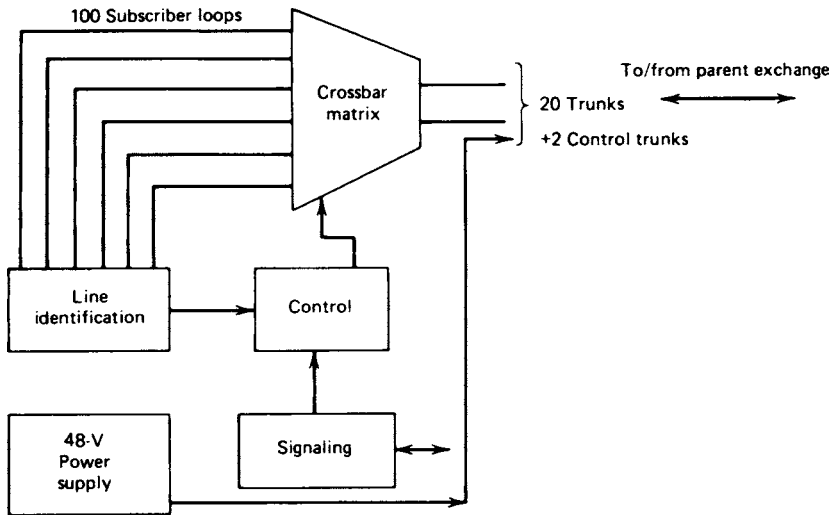 100 Subscriber loops
Crossbar
matrix
To/from parent exchange
20 Trunks
+2 Control trunks
Line
identification
Control
48-V
Power
supply
Signaling